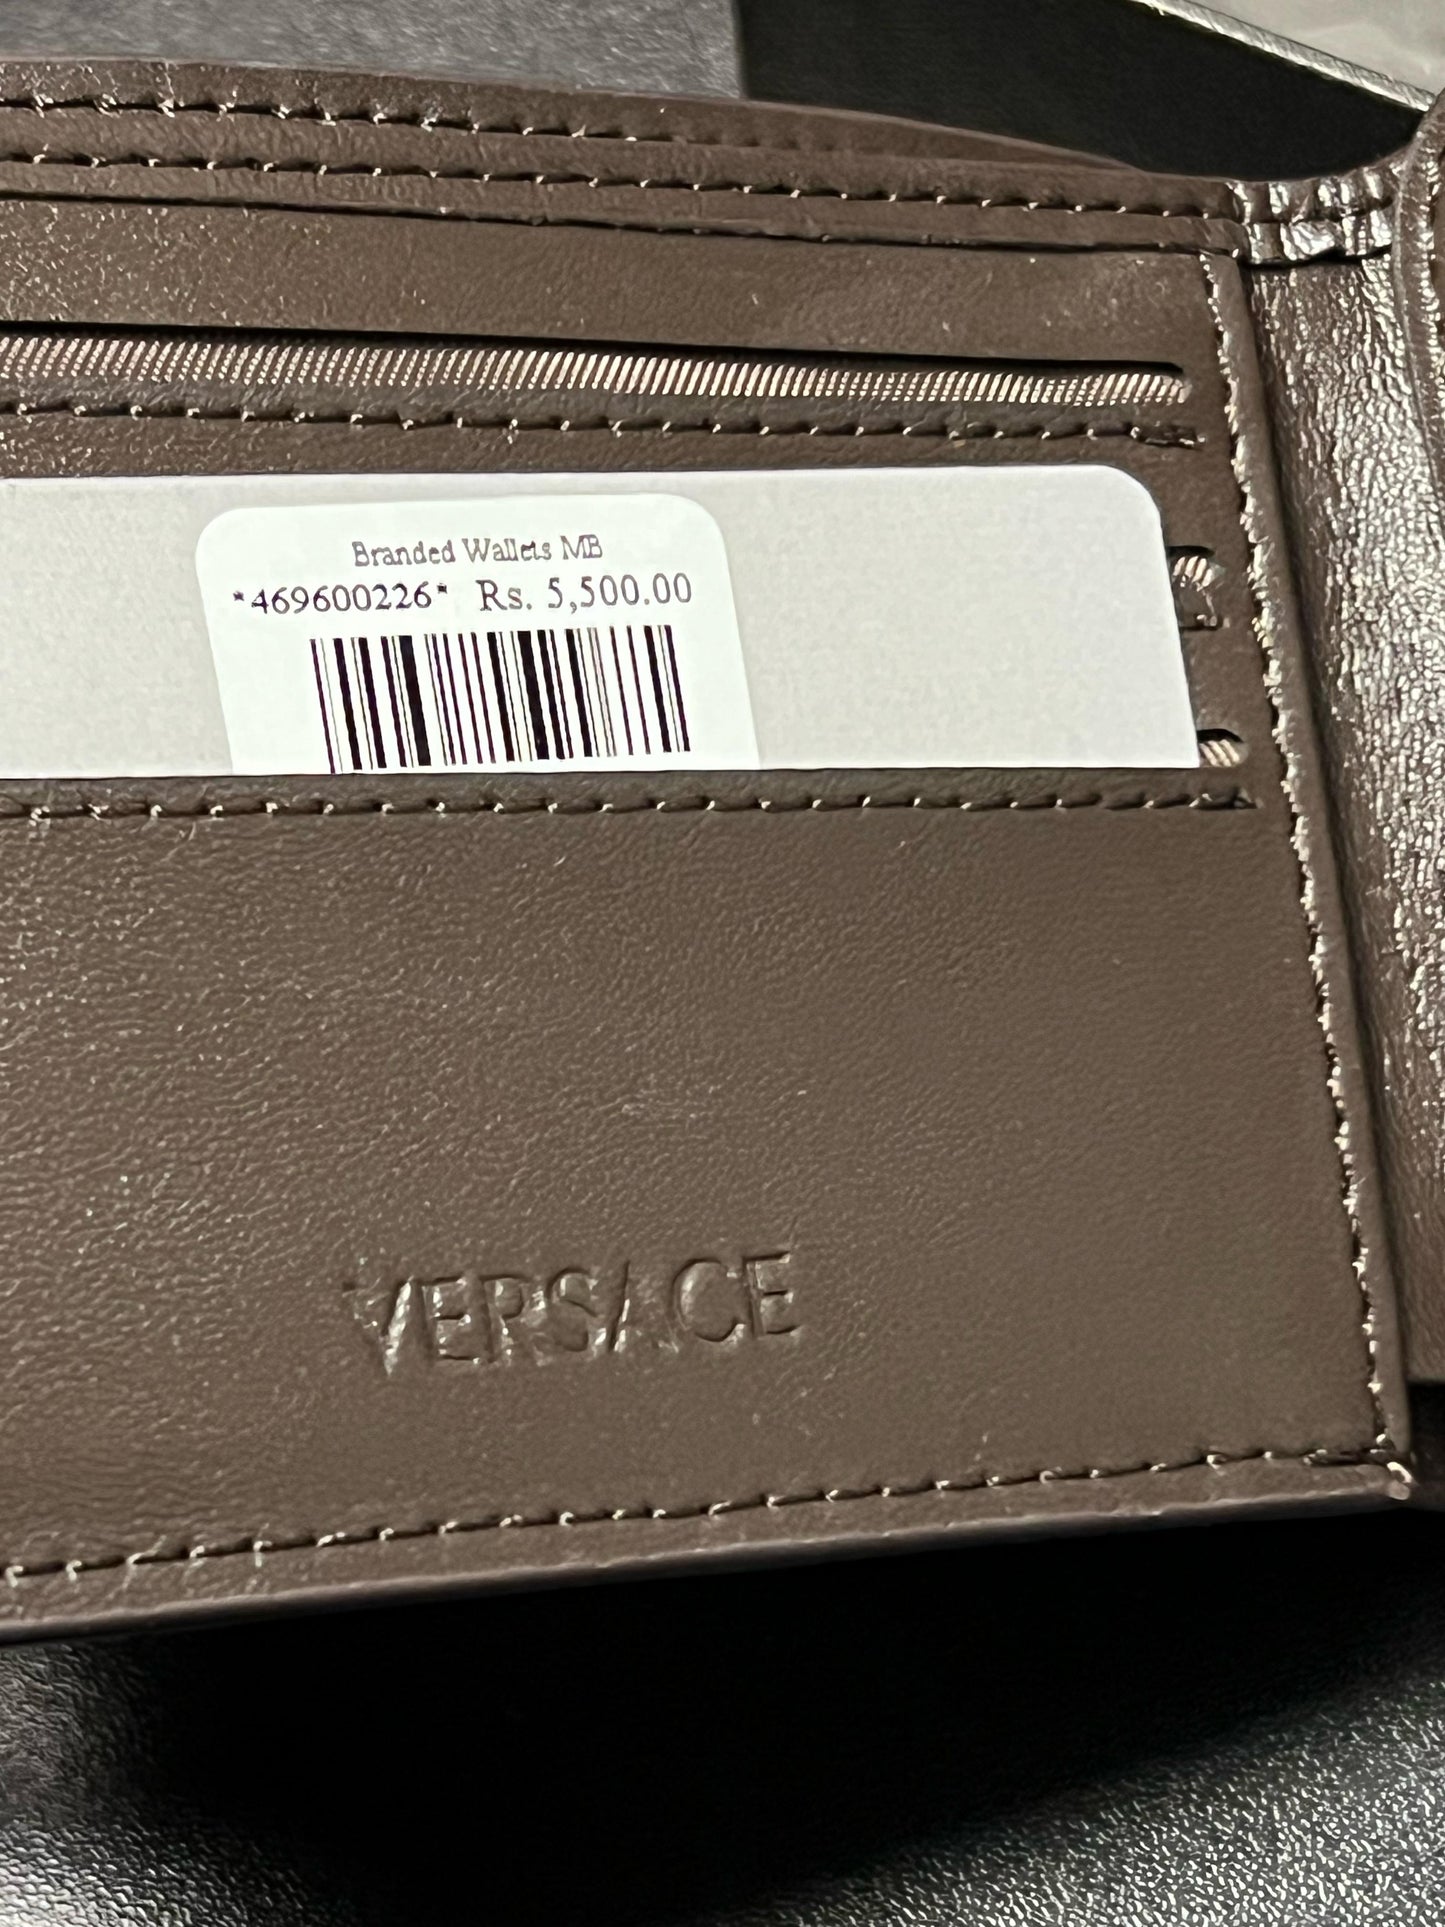 Branded Wallets MB
*469600226* Rs. 5,500.00
VERSACE